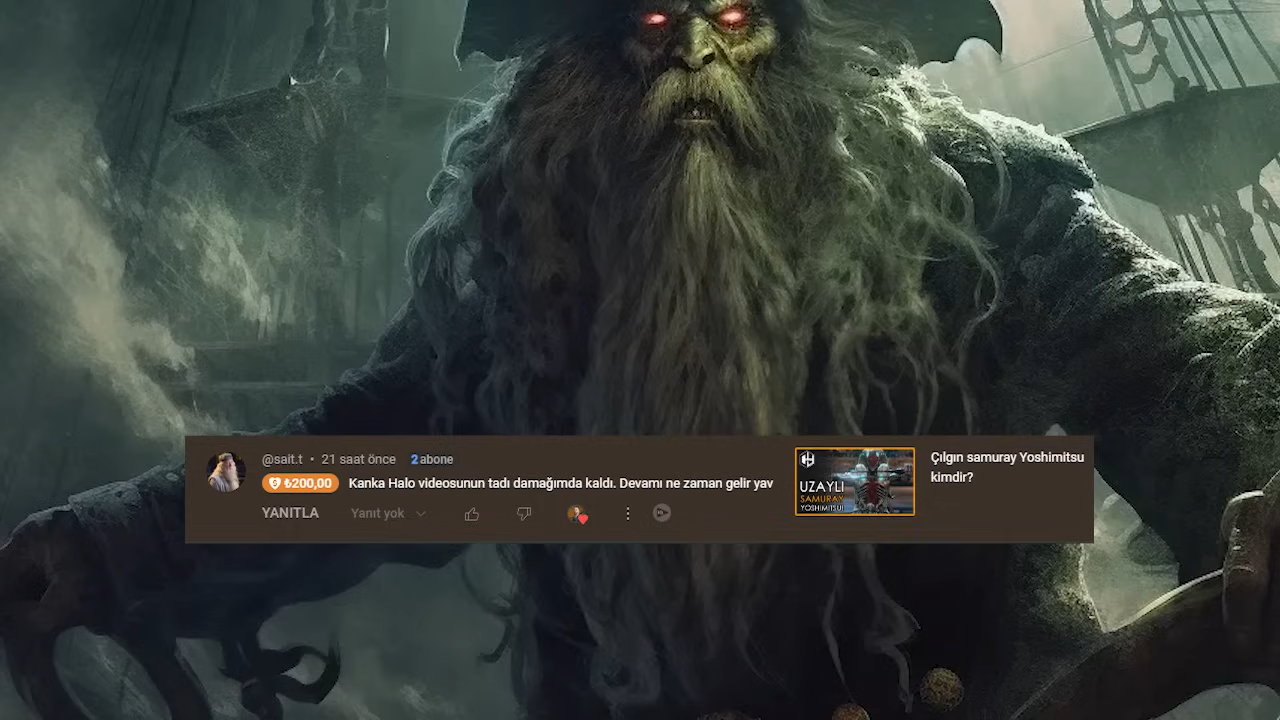 @sait.t • 21 saat önce 2 abone
₺200,00 Kanka Halo videosunun tadı damağımda kaldı. Devamı ne zaman gelir yav
YANITLA Yanıt yok
UZAYLI
SAMURAY
YOSHIMITSU!
Çılgın samuray Yoshimitsu
kimdir?